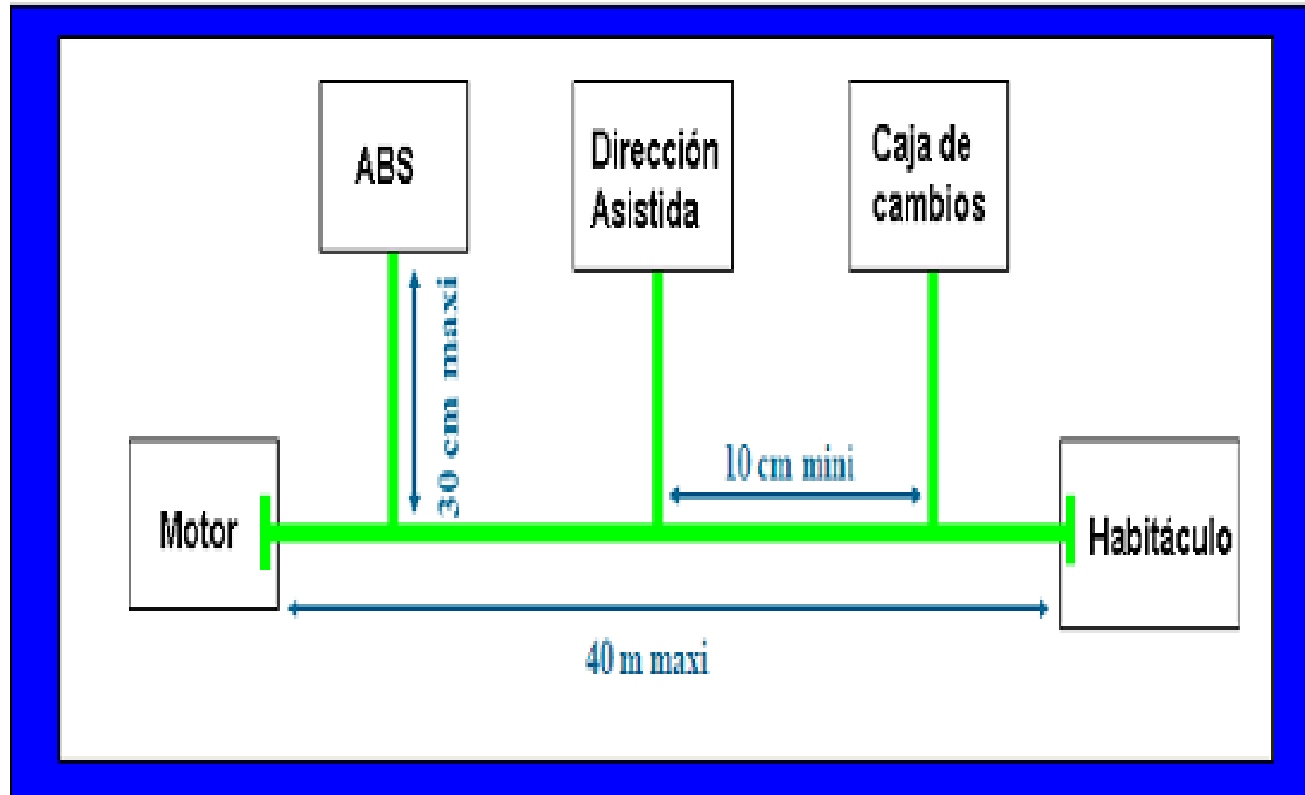 ABS
Dirección
Asistida
Caja de
cambios
30 cm maxi
10 cm mini
Motor
Habitáculo
40 m maxi